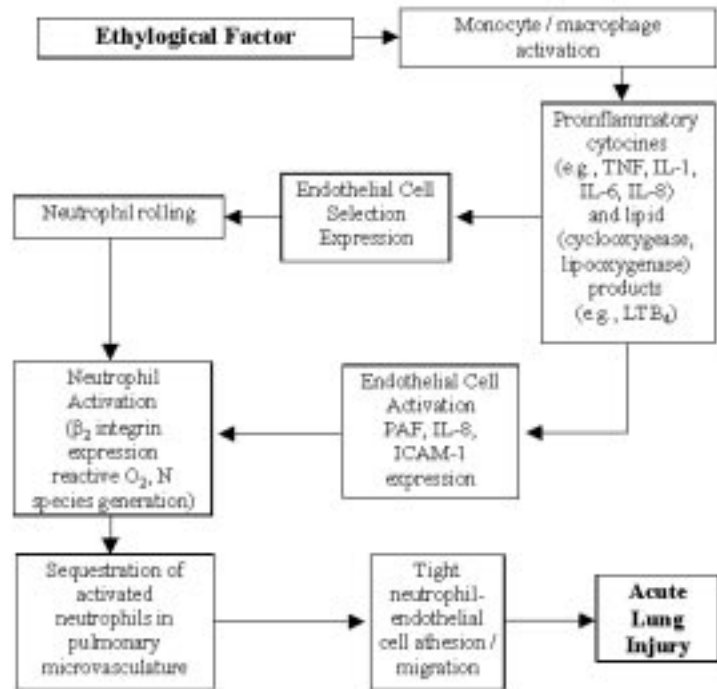 Ethylogical Factor
Monocyte / macrophage
activation
Proinflammatory
cytocines
(e.g., TNF, IL-1,
IL-6, IL-8)
and lipid
(cyclooxygease,
lipooxygenase)
products
(e.g., LTB₄)
Endothelial Cell
Selection
Expression
Neutrophil rolling
Neutrophil
Activation
(β₂ integrin
expression
reactive O₂, N
species generation)
Endothelial Cell
Activation
PAF, IL-8,
ICAM-1
expression
Sequestration of
activated
neutrophils in
pulmonary
microvasculature
Tight
neutrophil-
endothelial
cell athesion /
migration
Acute
Lung
Injury